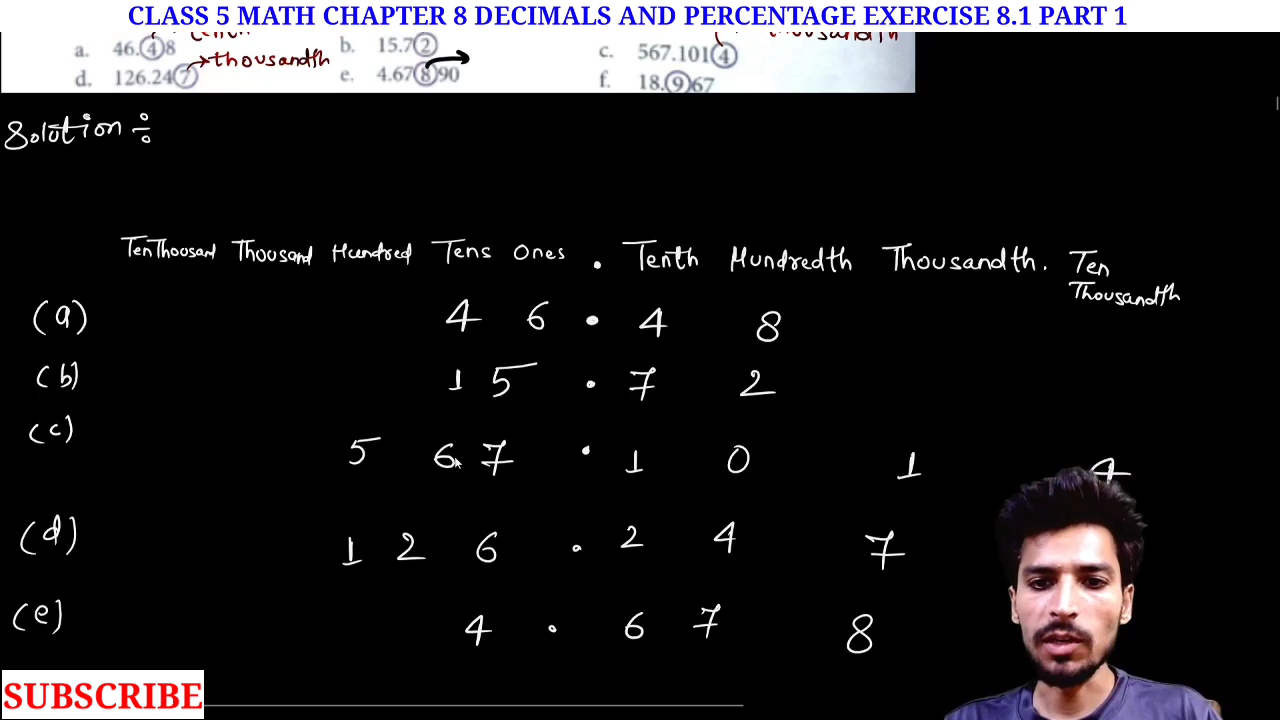 CLASS 5 MATH CHAPTER 8 DECIMALS AND PERCENTAGE EXERCISE 8.1 PART 1
a. 46.48 b. 15.72 c. 567.1014
thousandth
d. 126.247 → thousandth e. 4.67890 f. 18.967
Solution ÷
TenThousand Thousand Hundred Tens Ones . Tenth Hundredth Thousandth. Ten Thousandth
(a) 4 6 . 4 8
(b) 1 5 . 7 2
(c) 5 6 7 . 1 0 1 4
(d) 1 2 6 . 2 4 7
(e) 4 . 6 7 8
SUBSCRIBE